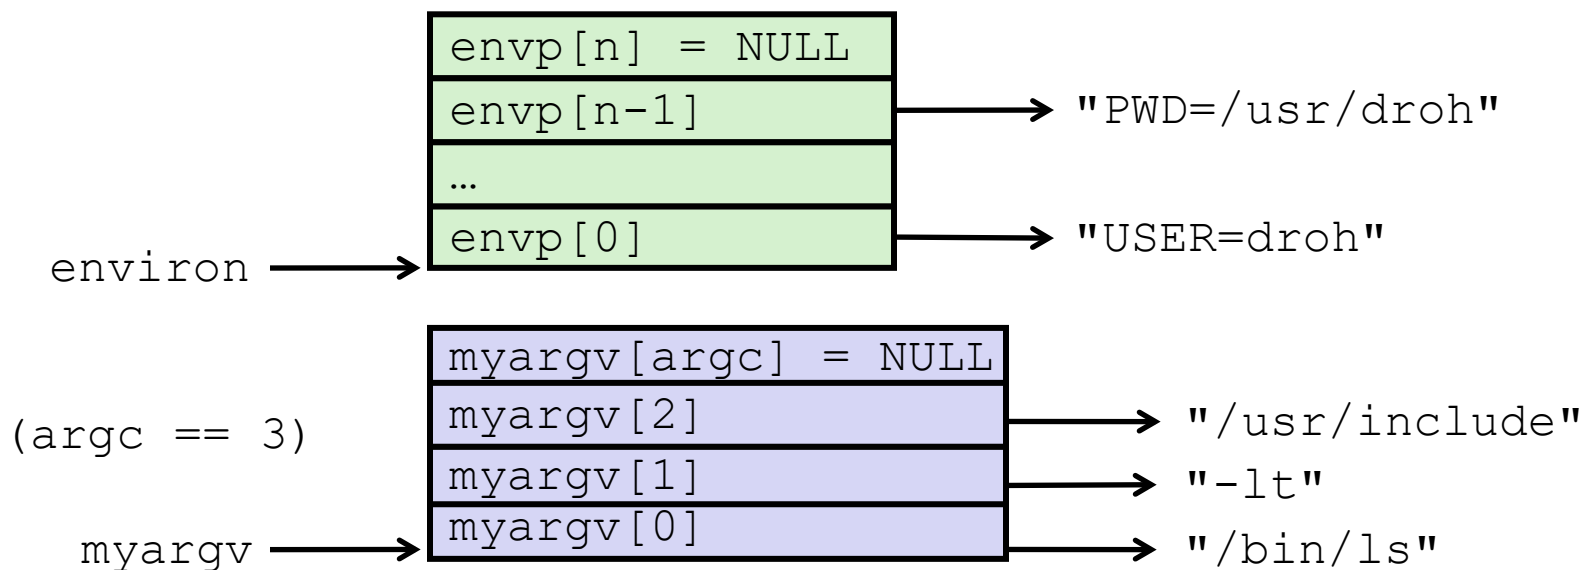 envp[n] = NULL
envp[n-1] "PWD=/usr/droh"
…
envp[0] "USER=droh"
environ
myargv[argc] = NULL
myargv[2] "/usr/include"
(argc == 3)
myargv[1] "-lt"
myargv[0] "/bin/ls"
myargv